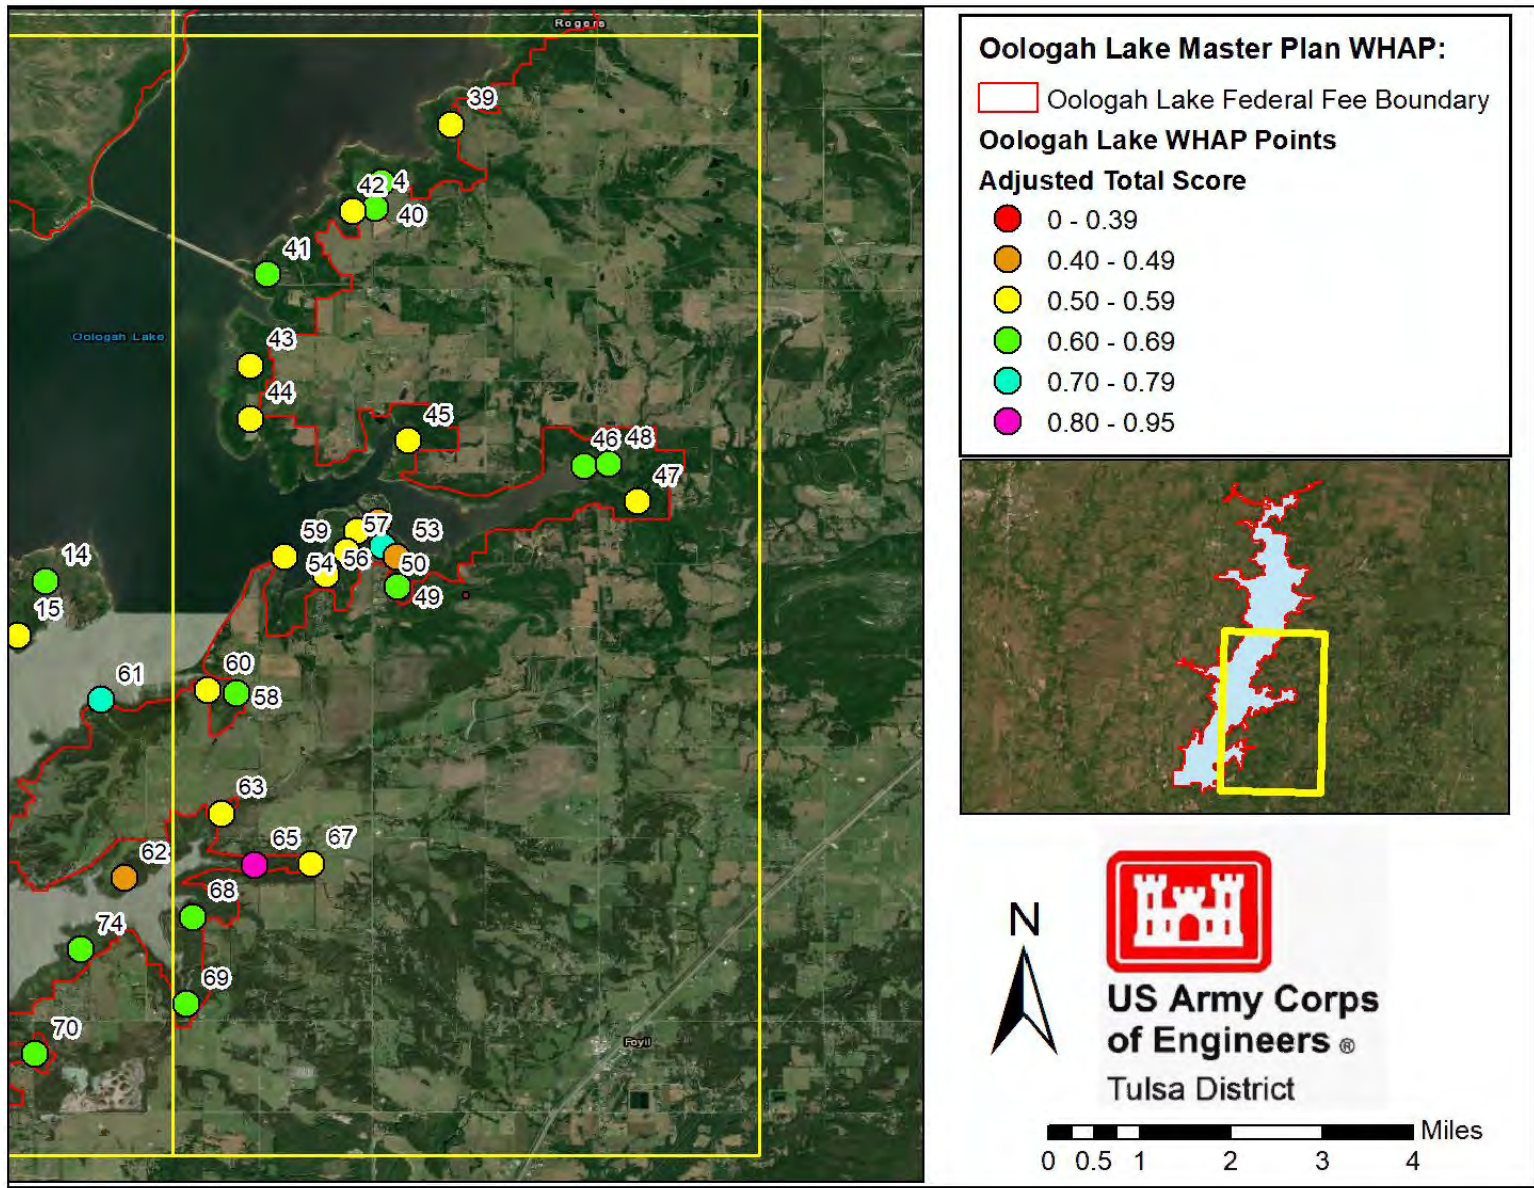 Rogers
39
42
4
40
41
Oologah Lake
43
44
45
46
48
47
59
57
53
54
56
50
49
14
15
61
60
58
63
62
65
67
68
74
69
70
Foyil
Oologah Lake Master Plan WHAP:
Oologah Lake Federal Fee Boundary
Oologah Lake WHAP Points
Adjusted Total Score
0 - 0.39
0.40 - 0.49
0.50 - 0.59
0.60 - 0.69
0.70 - 0.79
0.80 - 0.95
N
US Army Corps
of Engineers ®
Tulsa District
Miles
0 0.5 1 2 3 4